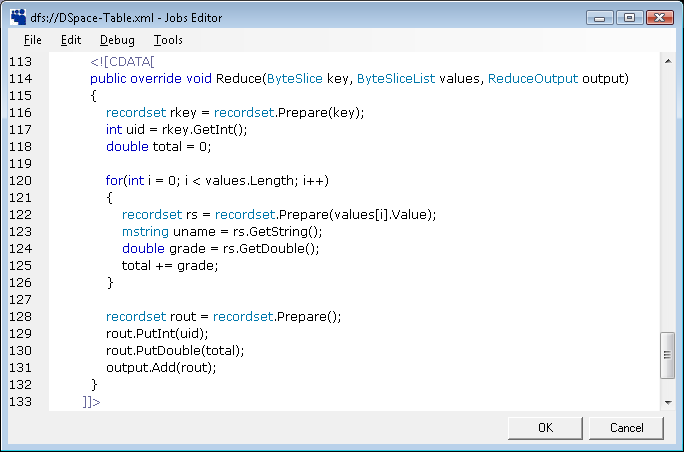 dfs://DSpace-Table.xml - Jobs Editor
File Edit Debug Tools
113 <![CDATA[
114 public override void Reduce(ByteSlice key, ByteSliceList values, ReduceOutput output)
115 {
116 recordset rkey = recordset.Prepare(key);
117 int uid = rkey.GetInt();
118 double total = 0;
119
120 for(int i = 0; i < values.Length; i++)
121 {
122 recordset rs = recordset.Prepare(values[i].Value);
123 mstring uname = rs.GetString();
124 double grade = rs.GetDouble();
125 total += grade;
126 }
127
128 recordset rout = recordset.Prepare();
129 rout.PutInt(uid);
130 rout.PutDouble(total);
131 output.Add(rout);
132 }
133 ]]>
OK Cancel